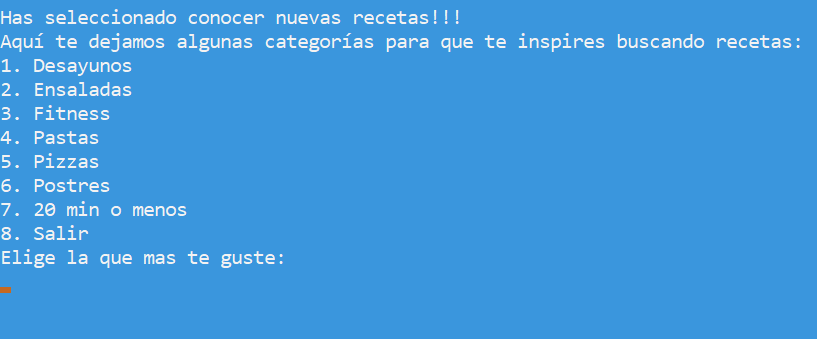 Has seleccionado conocer nuevas recetas!!!
Aquí te dejamos algunas categorías para que te inspires buscando recetas:
1. Desayunos
2. Ensaladas
3. Fitness
4. Pastas
5. Pizzas
6. Postres
7. 20 min o menos
8. Salir
Elige la que mas te guste: